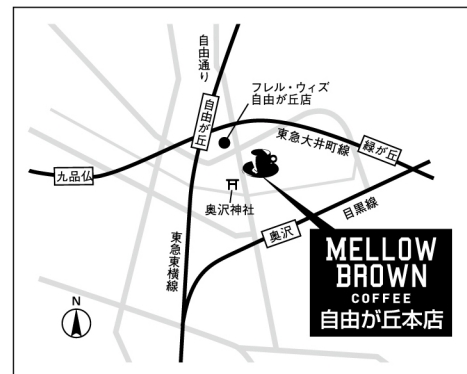 自由通り
フレル・ウィズ
自由が丘店
自由が丘
東急大井町線
緑が丘
九品仏
奥沢神社
目黒線
奥沢
東急東横線
MELLOW
BROWN
COFFEE
自由が丘本店
N